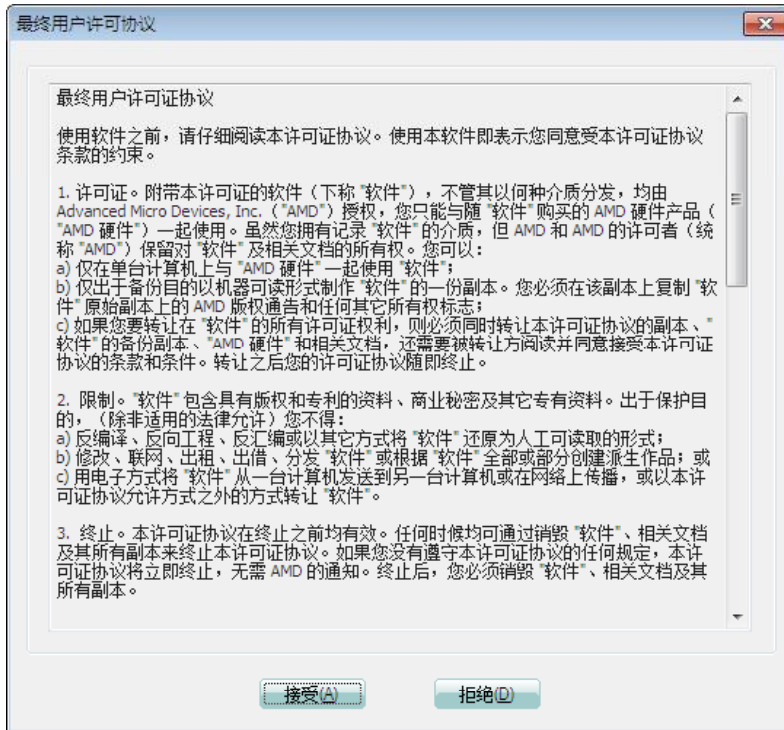 最终用户许可协议
最终用户许可证协议
使用软件之前，请仔细阅读本许可证协议。使用本软件即表示您同意受本许可证协议
条款的约束。
1. 许可证。附带本许可证的软件（下称 "软件"），不管其以何种介质分发，均由
Advanced Micro Devices, Inc.（"AMD"）授权，您只能与随 "软件" 购买的 AMD 硬件产品（
"AMD 硬件"）一起使用。虽然您拥有记录 "软件" 的介质，但 AMD 和 AMD 的许可者（统
称 "AMD"）保留对 "软件" 及相关文档的所有权。您可以：
a) 仅在单台计算机上与 "AMD 硬件" 一起使用 "软件"；
b) 仅出于备份目的以机器可读形式制作 "软件" 的一份副本。您必须在该副本上复制 "软
件" 原始副本上的 AMD 版权通告和任何其它所有权标志；
c) 如果您要转让在 "软件" 的所有许可证权利，则必须同时转让本许可证协议的副本、"
软件" 的备份副本、"AMD 硬件" 和相关文档，还需要被转让方阅读并同意接受本许可证
协议的条款和条件。转让之后您的许可证协议随即终止。
2. 限制。"软件" 包含具有版权和专利的资料、商业秘密及其它专有资料。出于保护目
的，（除非适用的法律允许）您不得：
a) 反编译、反向工程、反汇编或以其它方式将 "软件" 还原为人工可读取的形式；
b) 修改、联网、出租、出借、分发 "软件" 或根据 "软件" 全部或部分创建派生作品；或
c) 用电子方式将 "软件" 从一台计算机发送到另一台计算机或在网络上传播，或以本许
可证协议允许方式之外的方式转让 "软件"。
3. 终止。本许可证协议在终止之前均有效。任何时候均可通过销毁 "软件"、相关文档
及其所有副本来终止本许可证协议。如果您没有遵守本许可证协议的任何规定，本许
可证协议将立即终止，无需 AMD 的通知。终止后，您必须销毁 "软件"、相关文档及其
所有副本。
接受(A)
拒绝(D)